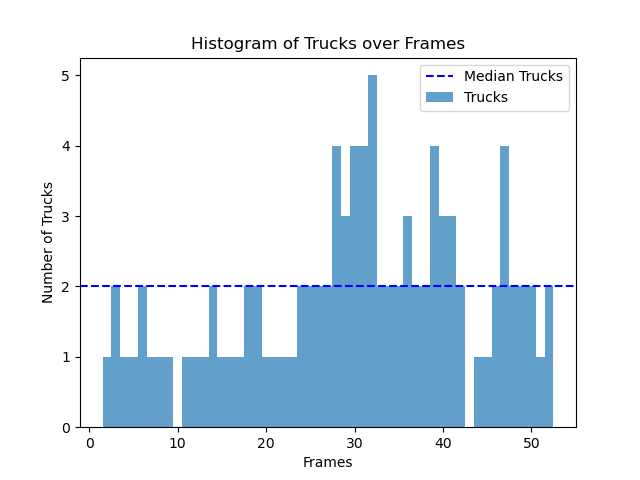 Histogram of Trucks over Frames
Median Trucks
Trucks
5
4
3
2
1
0
Number of Trucks
0 10 20 30 40 50
Frames